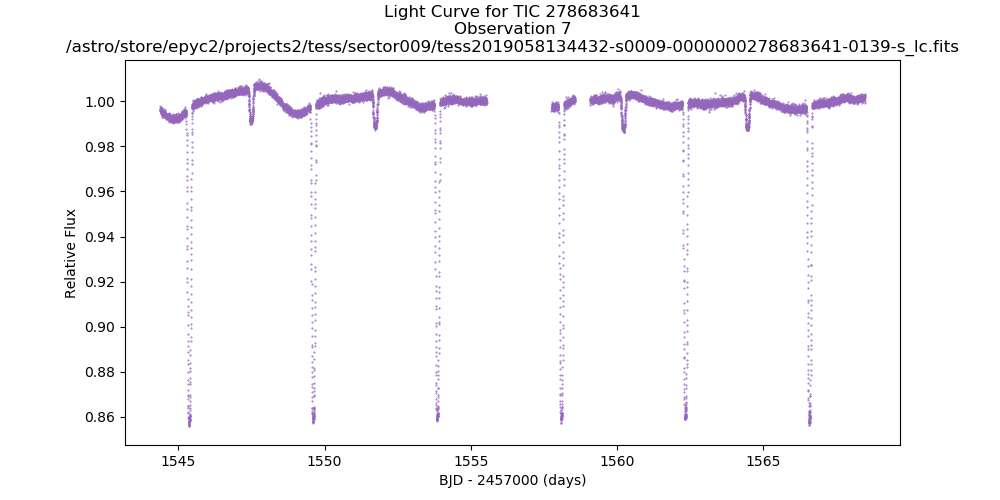 Light Curve for TIC 278683641
Observation 7
/astro/store/epyc2/projects2/tess/sector009/tess2019058134432-s0009-0000000278683641-0139-s_lc.fits
1.00
0.98
0.96
0.94
0.92
0.90
0.88
0.86
Relative Flux
1545
1550
1555
1560
1565
BJD - 2457000 (days)